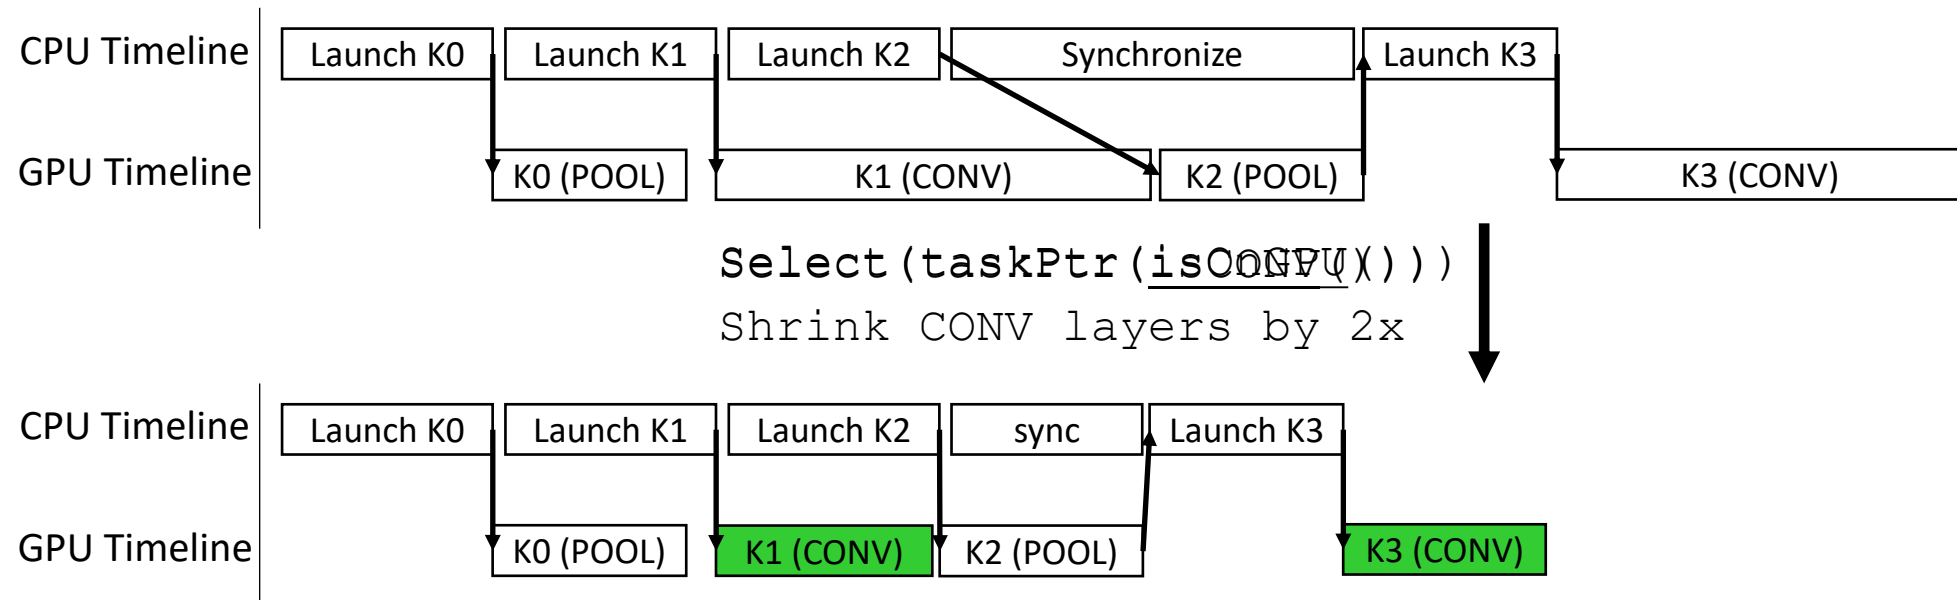 CPU Timeline Launch K0 Launch K1 Launch K2 Synchronize Launch K3
GPU Timeline K0 (POOL) K1 (CONV) K2 (POOL) K3 (CONV)
Select(taskPtr(
Shrink CONV layers by 2x
CPU Timeline Launch K0 Launch K1 Launch K2 sync Launch K3
GPU Timeline K0 (POOL) K1 (CONV) K2 (POOL) K3 (CONV)